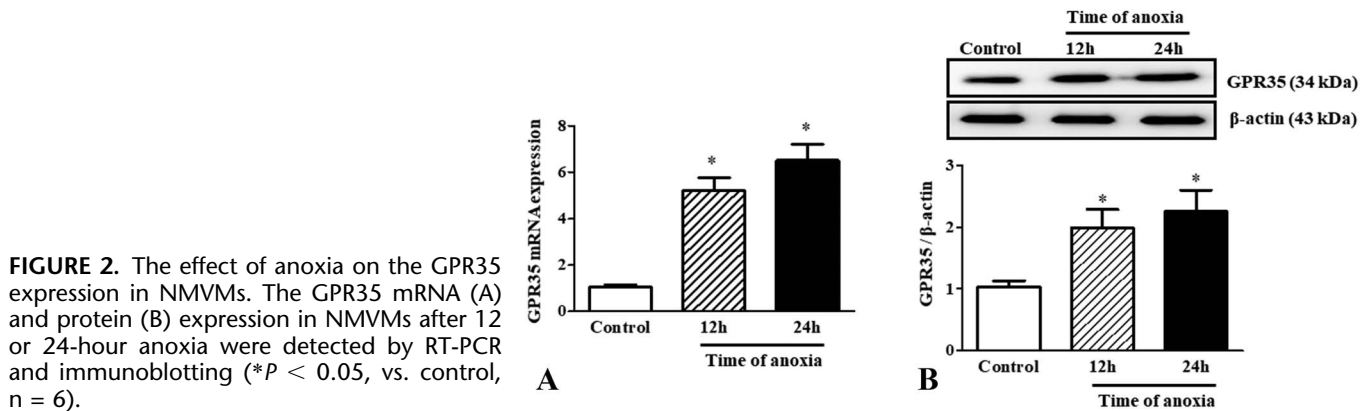 FIGURE 2. The effect of anoxia on the GPR35
expression in NMVMs. The GPR35 mRNA (A)
and protein (B) expression in NMVMs after 12
or 24-hour anoxia were detected by RT-PCR
and immunoblotting (*P < 0.05, vs. control,
n = 6).
GPR35 mRNA expression
8
6
4
2
0
*
*
Control
12h
24h
Time of anoxia
A
Time of anoxia
Control
12h
24h
GPR35 (34 kDa)
β-actin (43 kDa)
GPR35 / β-actin
3
2
1
0
*
*
Control
12h
24h
Time of anoxia
B